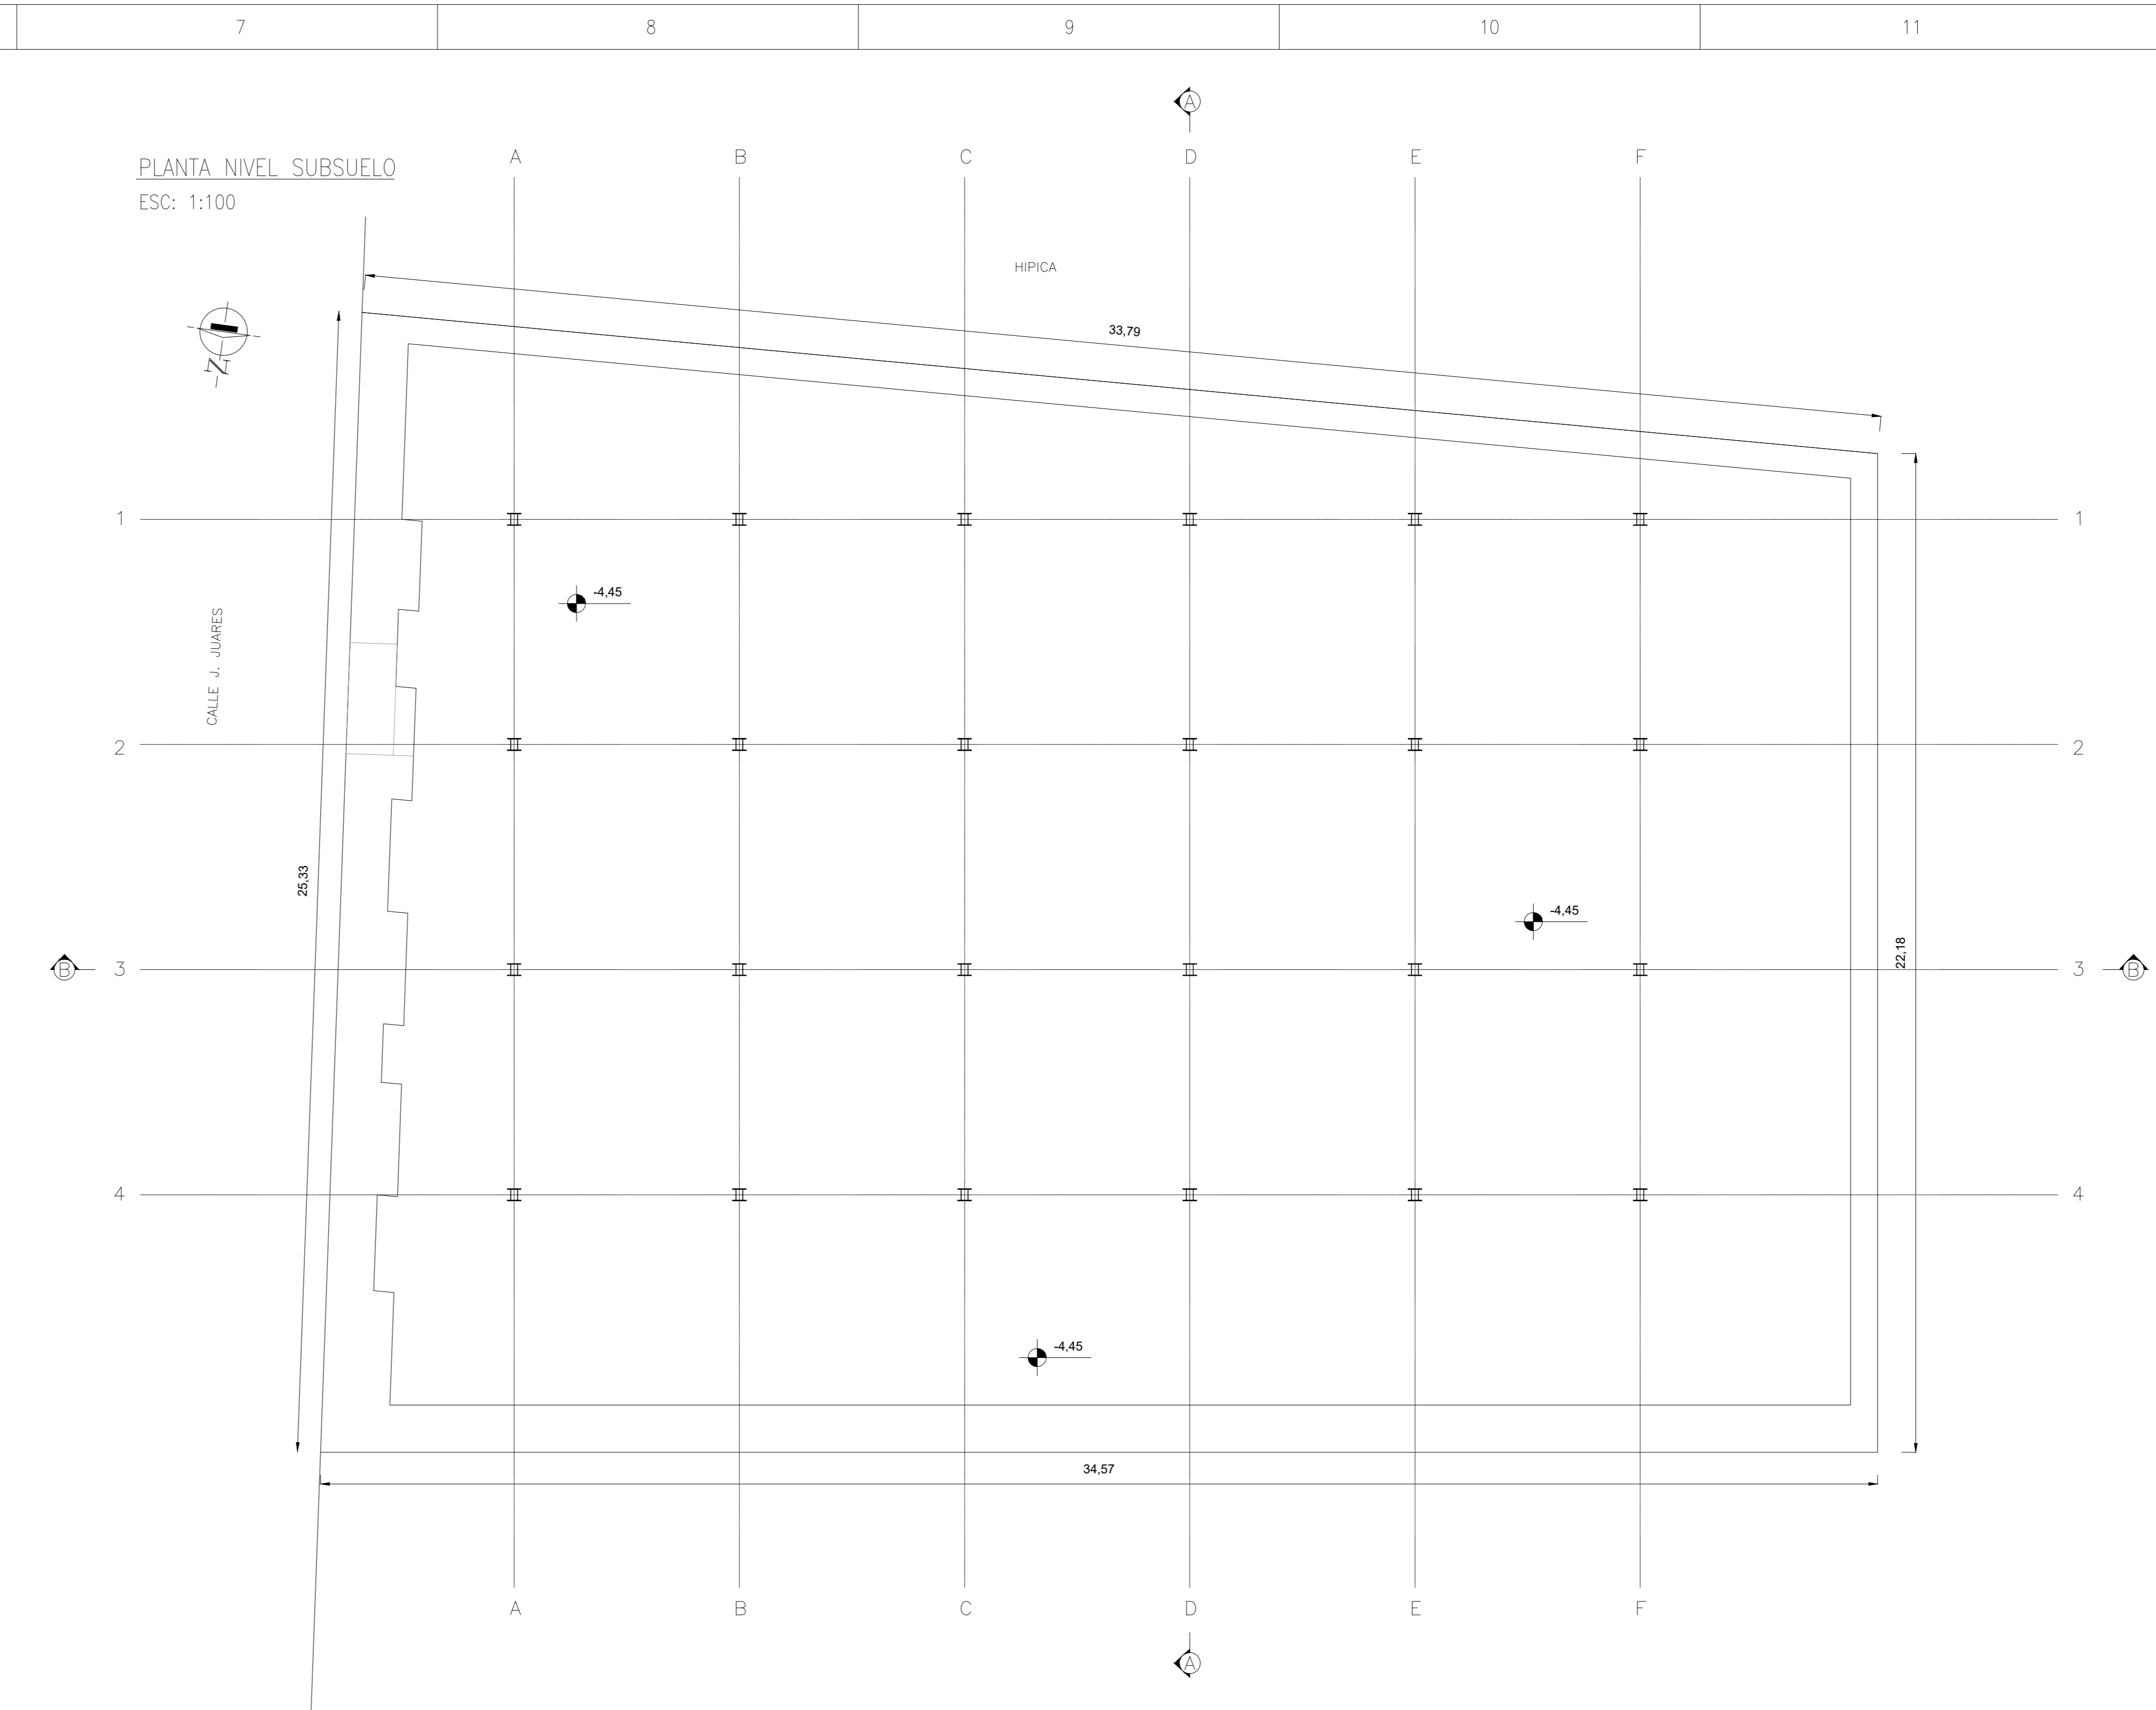 7 8 9 10 11
A
A B C D E F
PLANTA NIVEL SUBSUELO
ESC: 1:100
HIPICA
33,79
N
1 1
-4,45
CALLE J. JUARES
2 2
25,33
-4,45
22,18
B 3 3 B
4 4
-4,45
34,57
A B C D E F
A